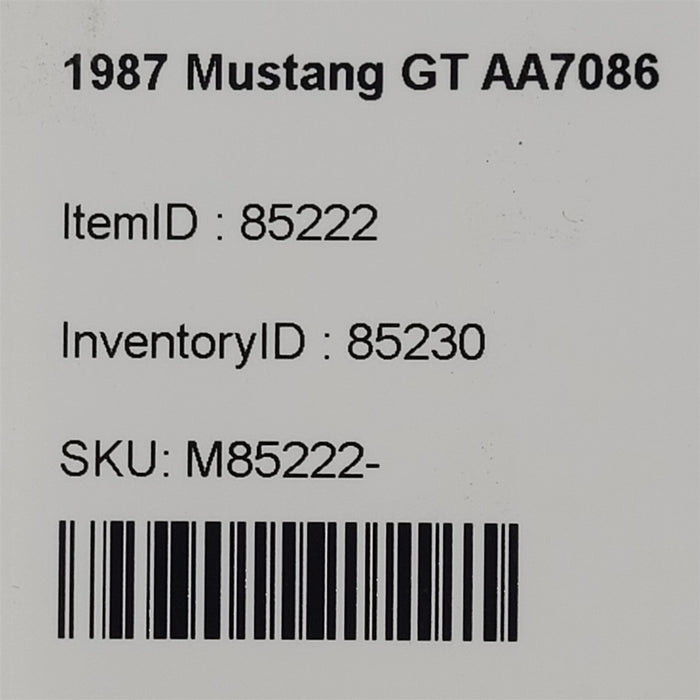 1987 Mustang GT AA7086
ItemID : 85222
InventoryID : 85230
SKU: M85222-